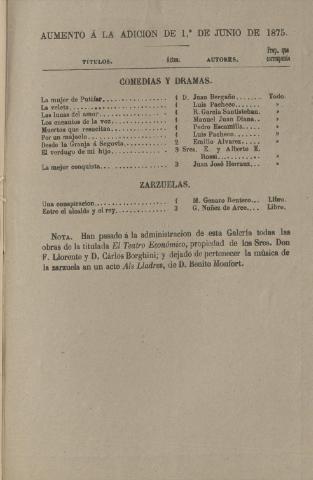 AUMENTO Á LA ADICION DE 1.º DE JUNIO DE 1875.
TÍTULOS. Actos. AUTORES. Prop. que corresponde
COMEDIAS Y DRAMAS.
La mujer de Putifar 1 D. Juan Bergaño Todo.
La veleta 1 Luis Pacheco »
Las lunas del amor 1 R. García Santisteban. »
Los encantos de la voz 1 Manuel Juan Diana »
Muertos que resucitan 1 Pedro Escamilla »
Por un majuelo 1 Luis Pacheco »
Desde la Granja á Segovia 2 Emilio Alvarez »
El verdugo de mi hijo 3 Sres. E. y Alberto E.
Rossi »
La mejor conquista 3 Juan José Herranz »
ZARZUELAS.
Una conspiracion 1 M. Genaro Rentero Libro.
Entre el alcalde y el rey 3 G. Nuñez de Arce Libro.
NOTA. Han pasado á la administracion de esta Galería todas las
obras de la titulada El Teatro Económico, propiedad de los Sres. Don
F. Llorente y D. Cárlos Borghini; y dejado de pertenecer la música de
la zarzuela en un acto Als Lladres, de D. Benito Monfort.